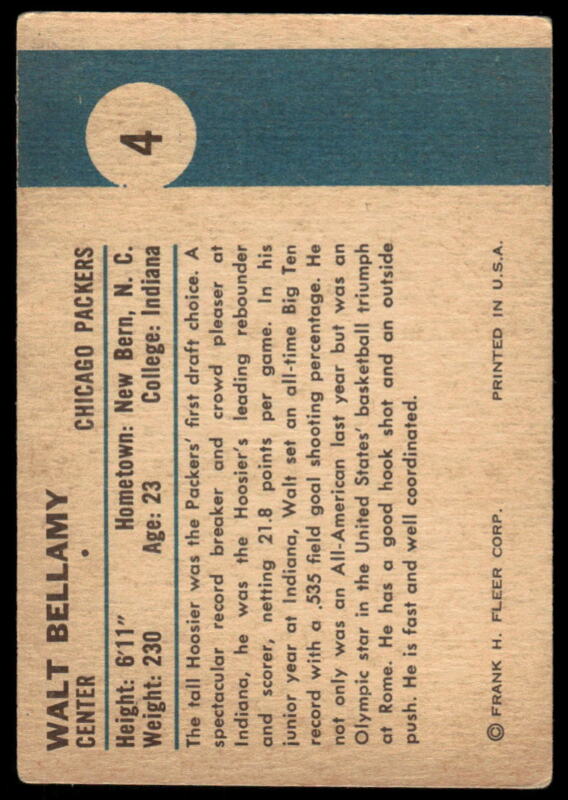 4
WALT BELLAMY
CENTER • CHICAGO PACKERS
Height: 6'11" Hometown: New Bern, N. C.
Weight: 230 Age: 23 College: Indiana
The tall Hoosier was the Packers' first draft choice. A
spectacular record breaker and crowd pleaser at
Indiana, he was the Hoosier's leading rebounder
and scorer, netting 21.8 points per game. In his
junior year at Indiana, Walt set an all-time Big Ten
record with a .535 field goal shooting percentage. He
not only was an All-American last year but was an
Olympic star in the United States' basketball triumph
at Rome. He has a good hook shot and an outside
push. He is fast and well coordinated.
© FRANK H. FLEER CORP. PRINTED IN U.S.A.